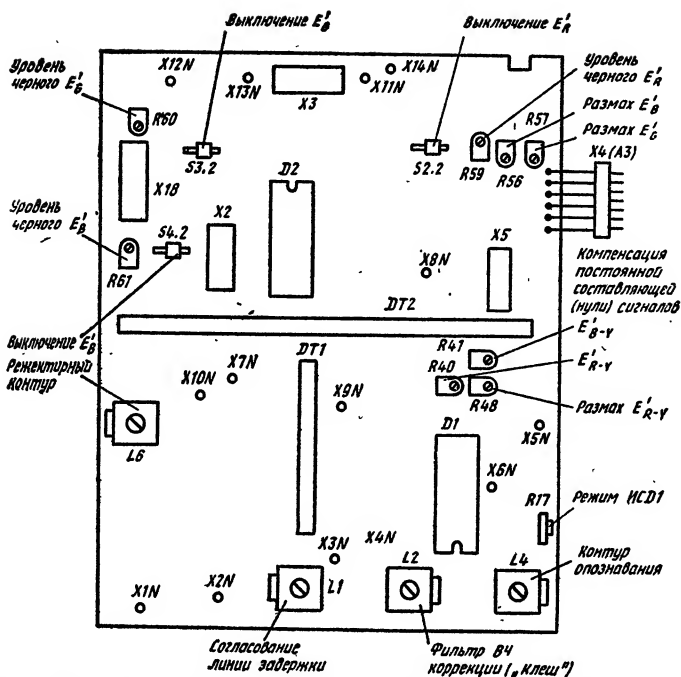 Выключение E'B
Выключение E'R
Уровень
черного E'G
X12N
X13N
X3
X11N
X14N
Уровень
черного E'R
Размах E'B
R57
Размах E'G
R60
X4 (A3)
S3.2
S2.2
R59
R56
D2
X18
Уровень
черного E'B
S4.2
X2
X8N
X5
R61
Компенсация
постоянной
составляющей
(нули) сигналов
DT2
Выключение E'B
Режектирный
контур
R41
E'B-Y
X7N
DT1
R40
E'R-Y
X10N
X9N
R48
Размах E'R-Y
D1
X5N
L6
X6N
R17
Режим ИСD1
X3N
X4N
L2
L4
Контур
опознавания
X1N
X2N
L1
Согласование
линии задержки
Фильтр ВЧ
коррекции („клеш")